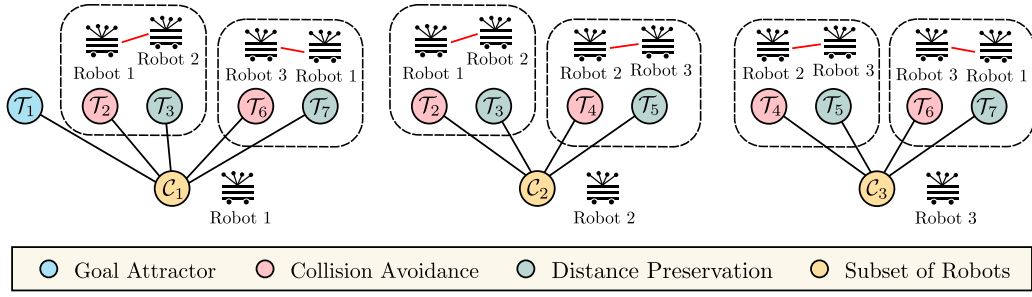 Robot 1 Robot 2 Robot 3 Robot 1 Robot 1 Robot 2 Robot 2 Robot 3 Robot 2 Robot 3 Robot 3 Robot 1
𝒯₁ 𝒯₂ 𝒯₃ 𝒯₆ 𝒯₇ 𝒯₂ 𝒯₃ 𝒯₄ 𝒯₅ 𝒯₄ 𝒯₅ 𝒯₆ 𝒯₇
𝒞₁ 𝒞₂ 𝒞₃
Robot 1 Robot 2 Robot 3
Goal Attractor Collision Avoidance Distance Preservation Subset of Robots